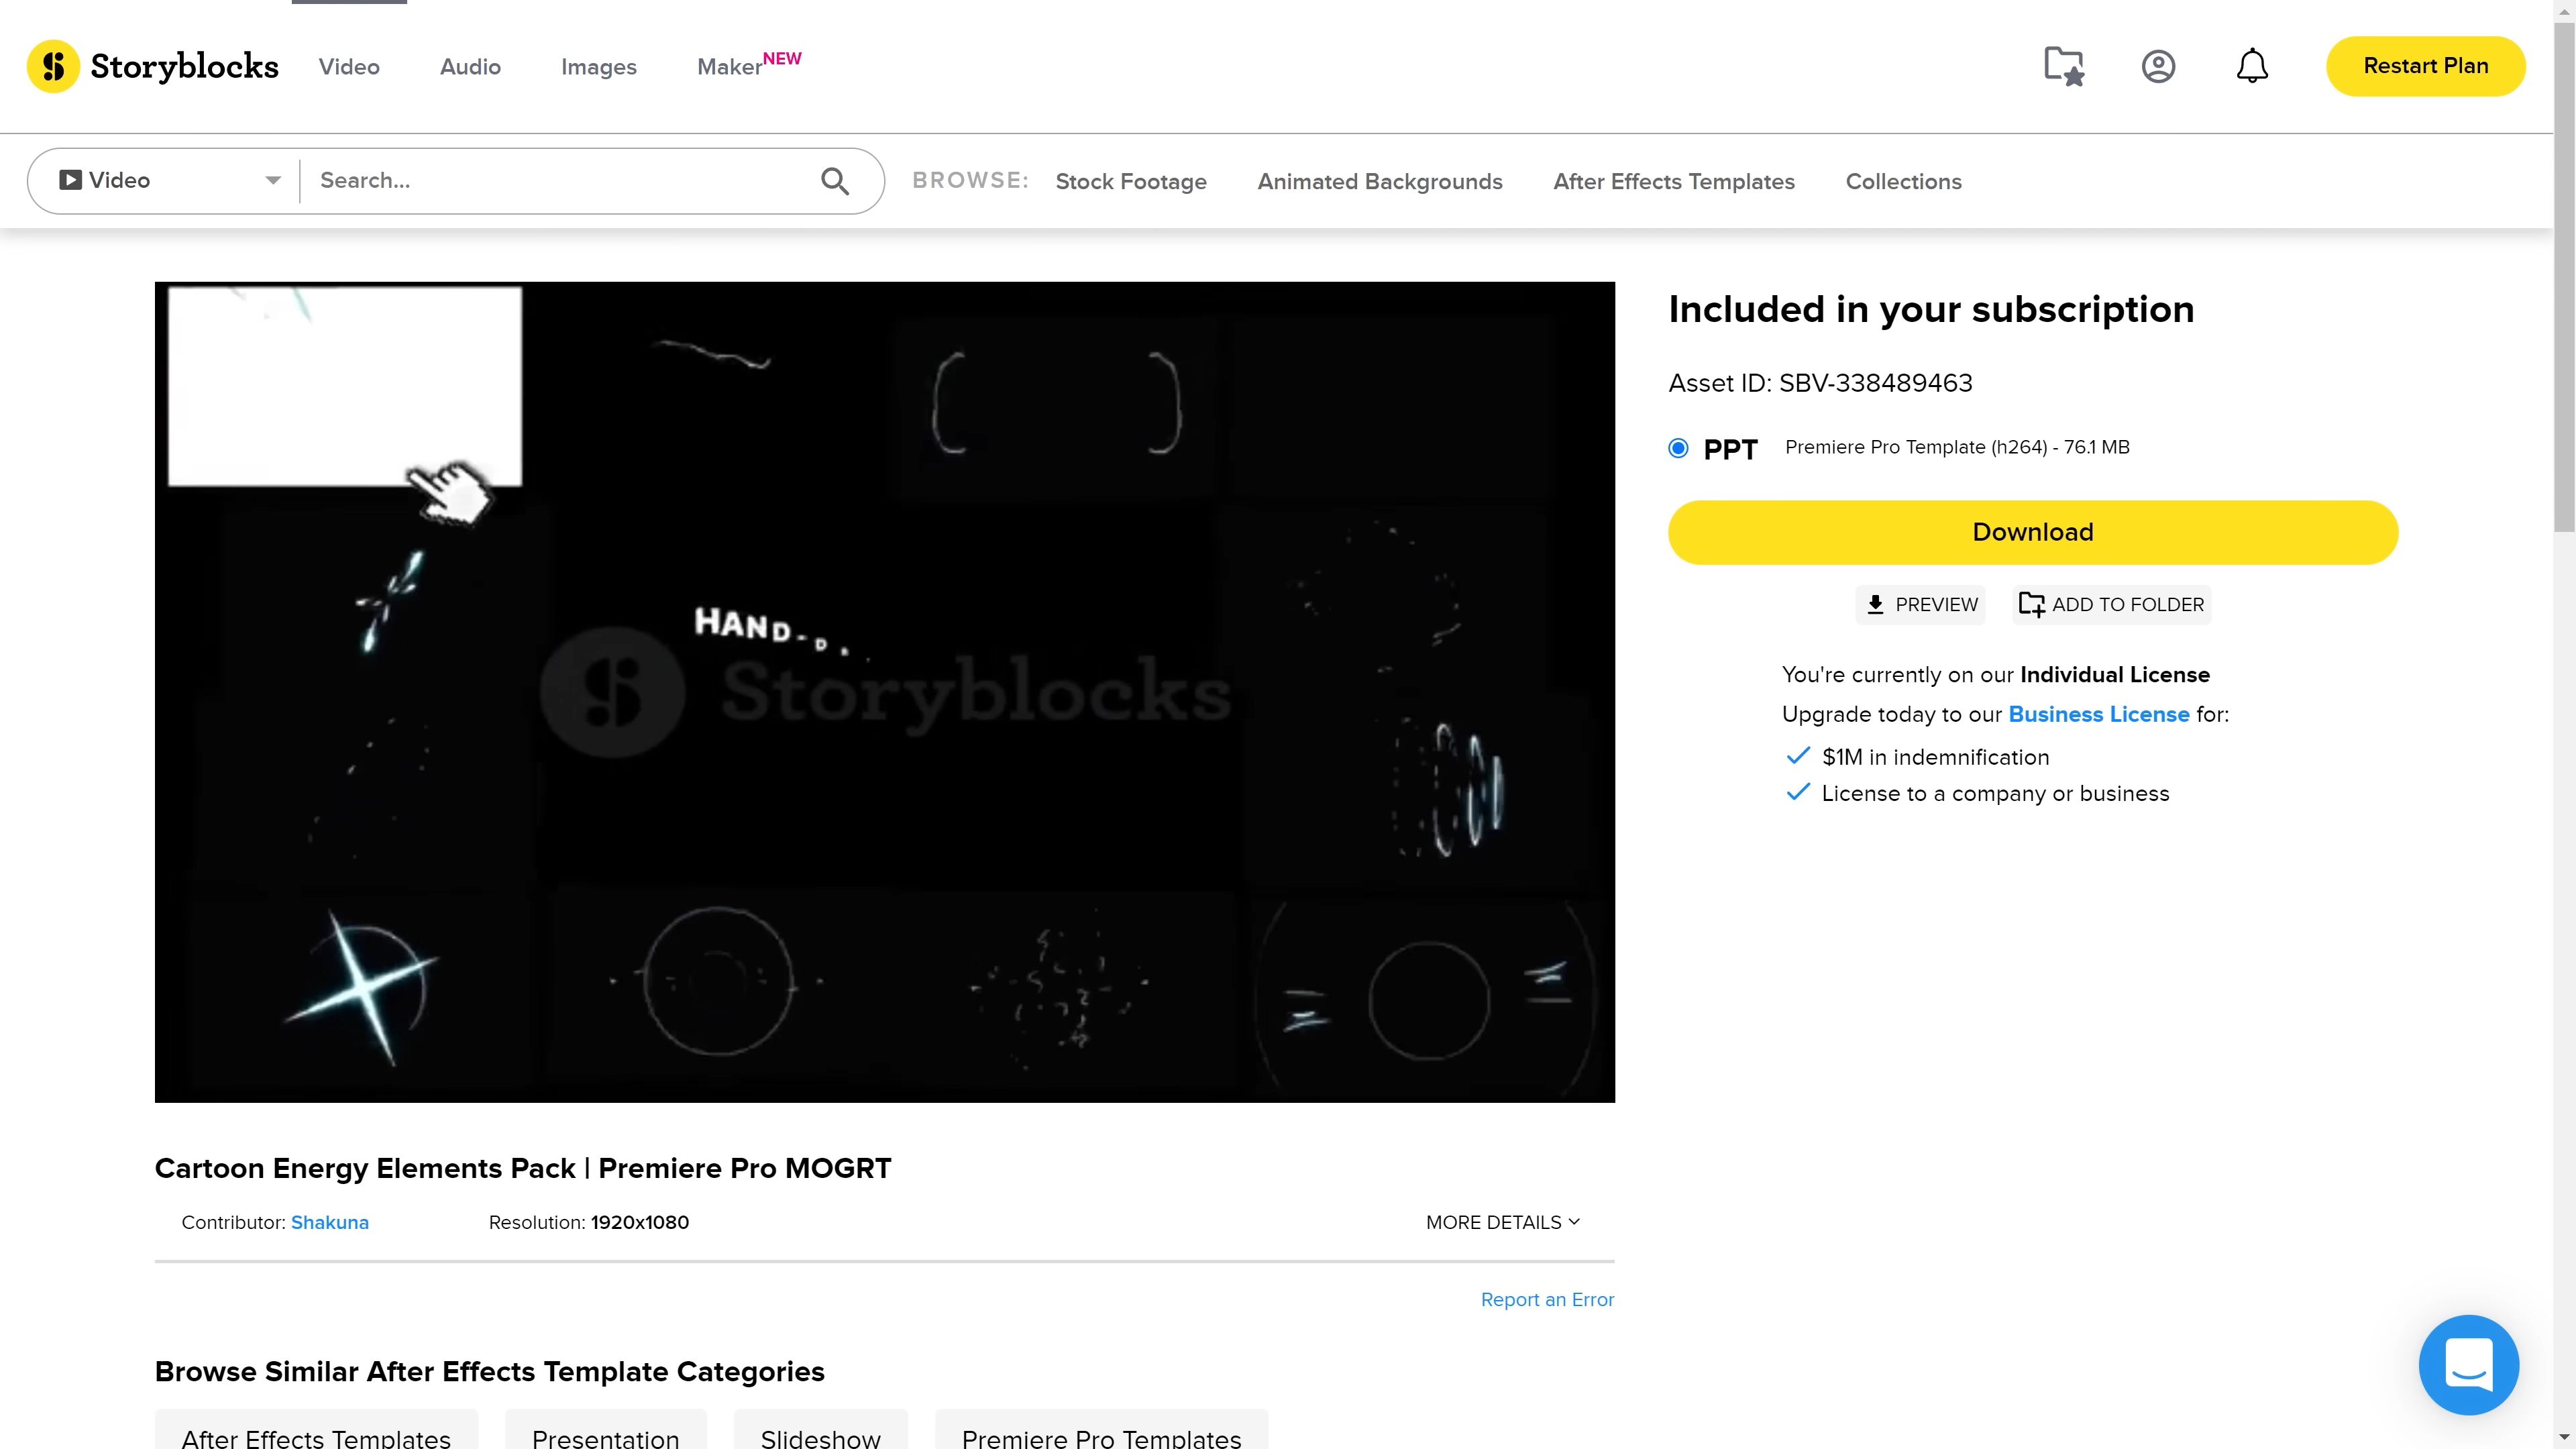 Storyblocks
Video
Audio
Images
Maker NEW
Restart Plan
Video
Search...
BROWSE:
Stock Footage
Animated Backgrounds
After Effects Templates
Collections
HAND-D
Storyblocks
Included in your subscription
Asset ID: SBV-338489463
PPT Premiere Pro Template (h264) - 76.1 MB
Download
PREVIEW
ADD TO FOLDER
You're currently on our Individual License
Upgrade today to our Business License for:
$1M in indemnification
License to a company or business
Cartoon Energy Elements Pack | Premiere Pro MOGRT
Contributor: Shakuna
Resolution: 1920x1080
MORE DETAILS
Report an Error
Browse Similar After Effects Template Categories
After Effects Templates
Presentation
Slideshow
Premiere Pro Templates